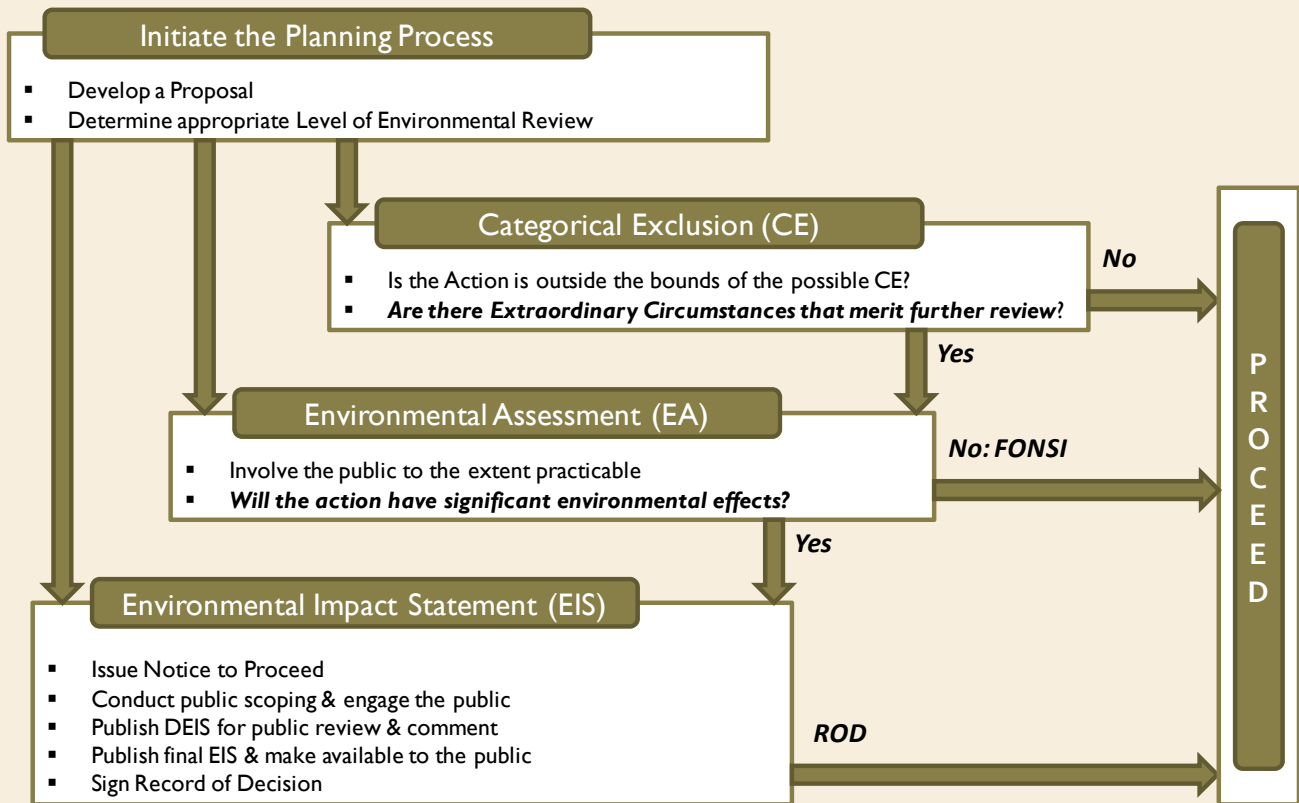 Initiate the Planning Process
▪ Develop a Proposal
▪ Determine appropriate Level of Environmental Review
Categorical Exclusion (CE)
▪ Is the Action is outside the bounds of the possible CE?
▪ Are there Extraordinary Circumstances that merit further review?
No
Yes
Environmental Assessment (EA)
▪ Involve the public to the extent practicable
▪ Will the action have significant environmental effects?
No: FONSI
Yes
Environmental Impact Statement (EIS)
▪ Issue Notice to Proceed
▪ Conduct public scoping & engage the public
▪ Publish DEIS for public review & comment
▪ Publish final EIS & make available to the public
▪ Sign Record of Decision
ROD
PROCEED